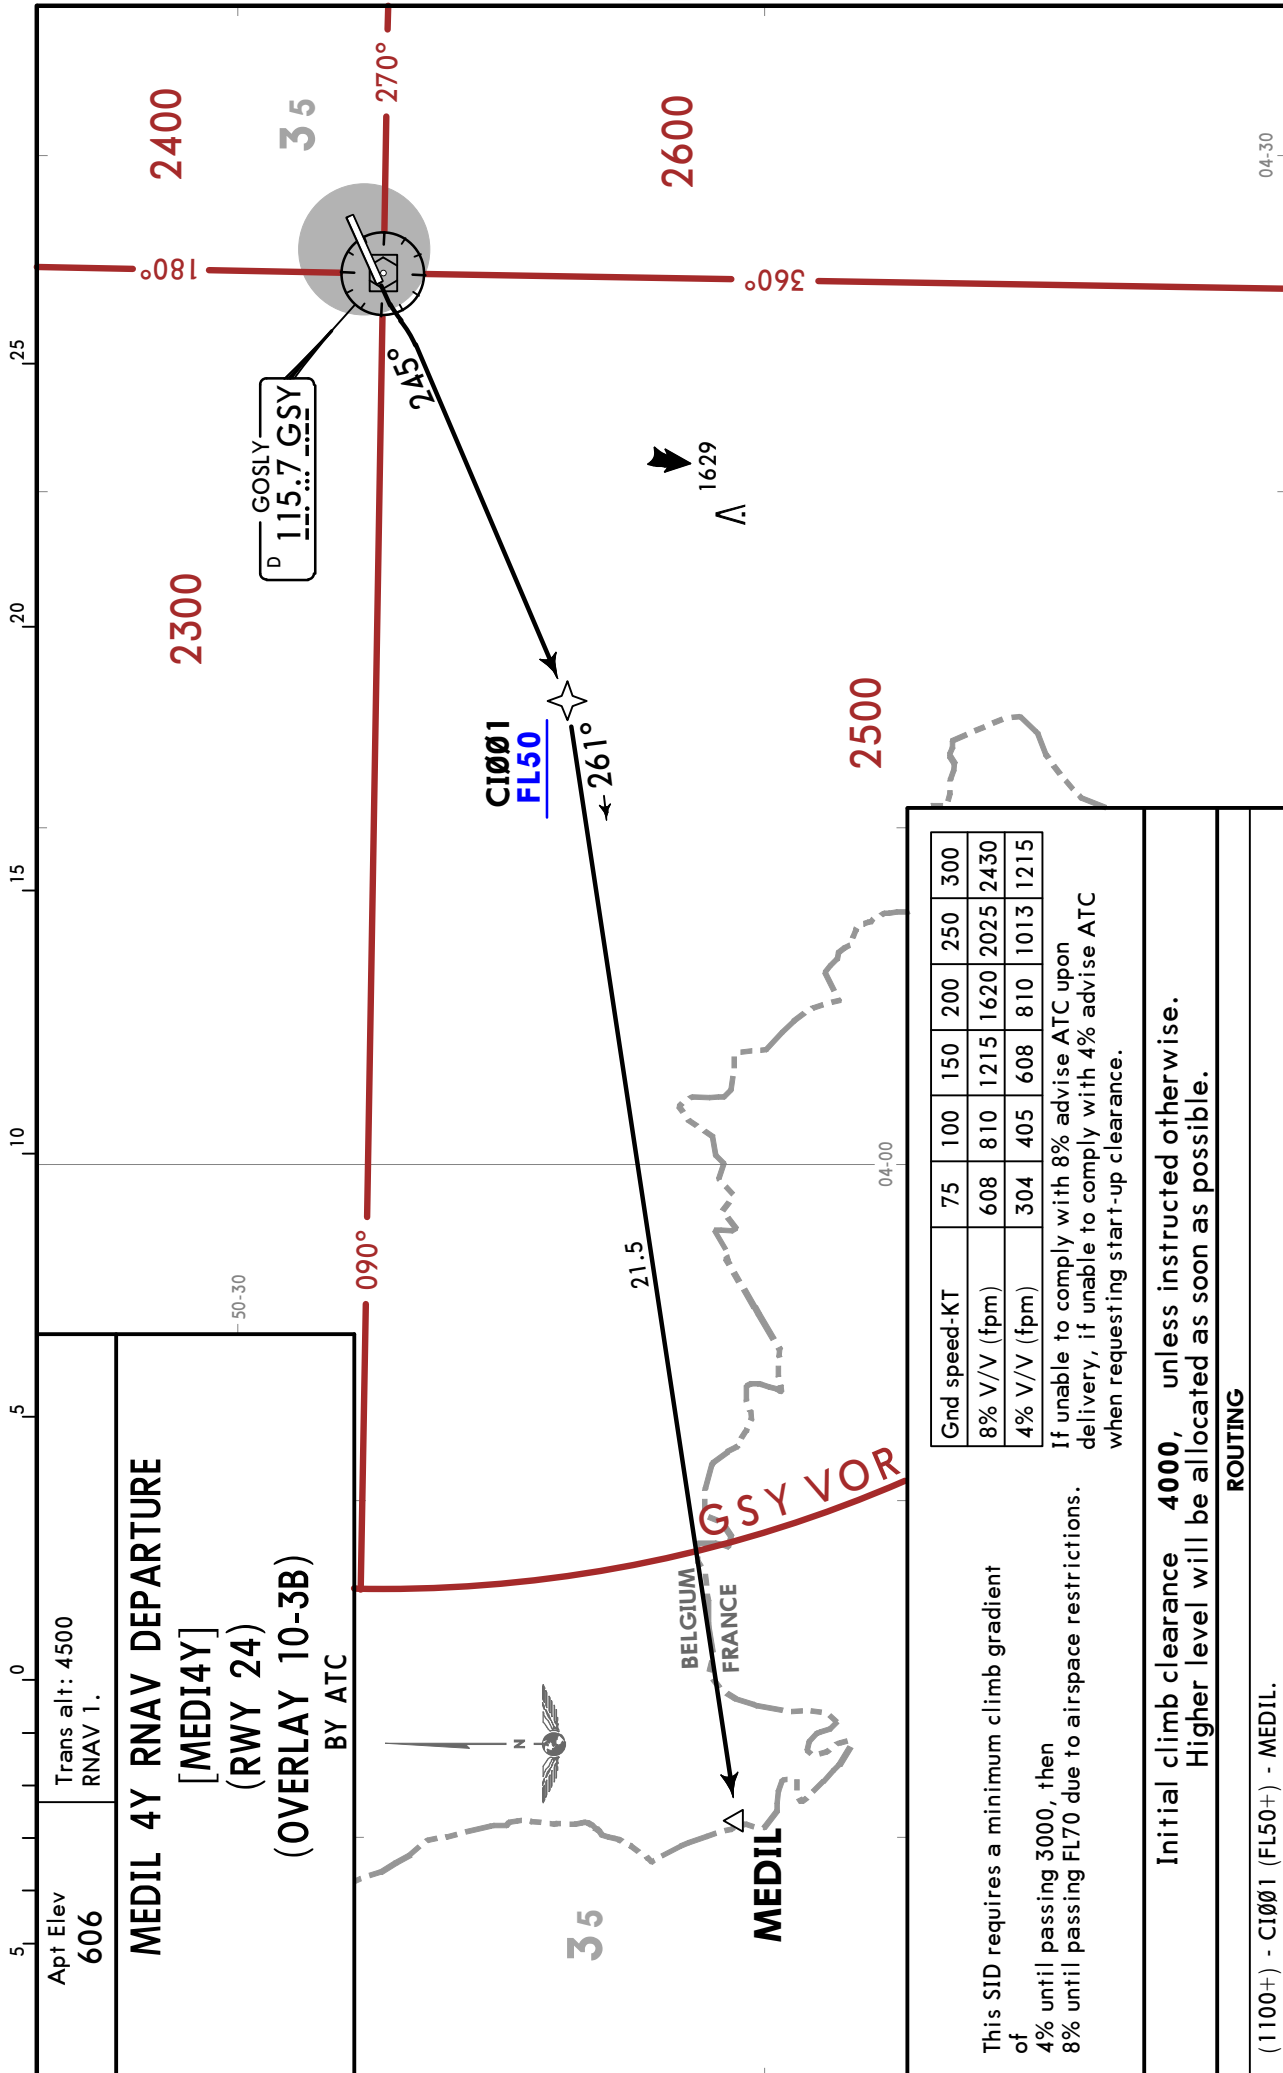 Apt Elev
606
Trans alt: 4500
RNAV 1.
MEDIL 4Y RNAV DEPARTURE
[MEDI4Y]
(RWY 24)
(OVERLAY 10-3B)
BY ATC
5
0
5
10
15
20
25
50-30
2300
2400
35
GOSLY
D 115.7 GSY
180°
270°
090°
360°
245°
2600
CIØØ1
FL50
261°
1629
2500
21.5
04-00
04-30
N
BELGIUM
FRANCE
GSY VOR
35
MEDIL
This SID requires a minimum climb gradient
of
4% until passing 3000, then
8% until passing FL70 due to airspace restrictions.
Gnd speed-KT 75 100 150 200 250 300
8% V/V (fpm) 608 810 1215 1620 2025 2430
4% V/V (fpm) 304 405 608 810 1013 1215
If unable to comply with 8% advise ATC upon
delivery, if unable to comply with 4% advise ATC
when requesting start-up clearance.
Initial climb clearance 4000, unless instructed otherwise.
Higher level will be allocated as soon as possible.
ROUTING
(1100+) - CIØØ1 (FL50+) - MEDIL.